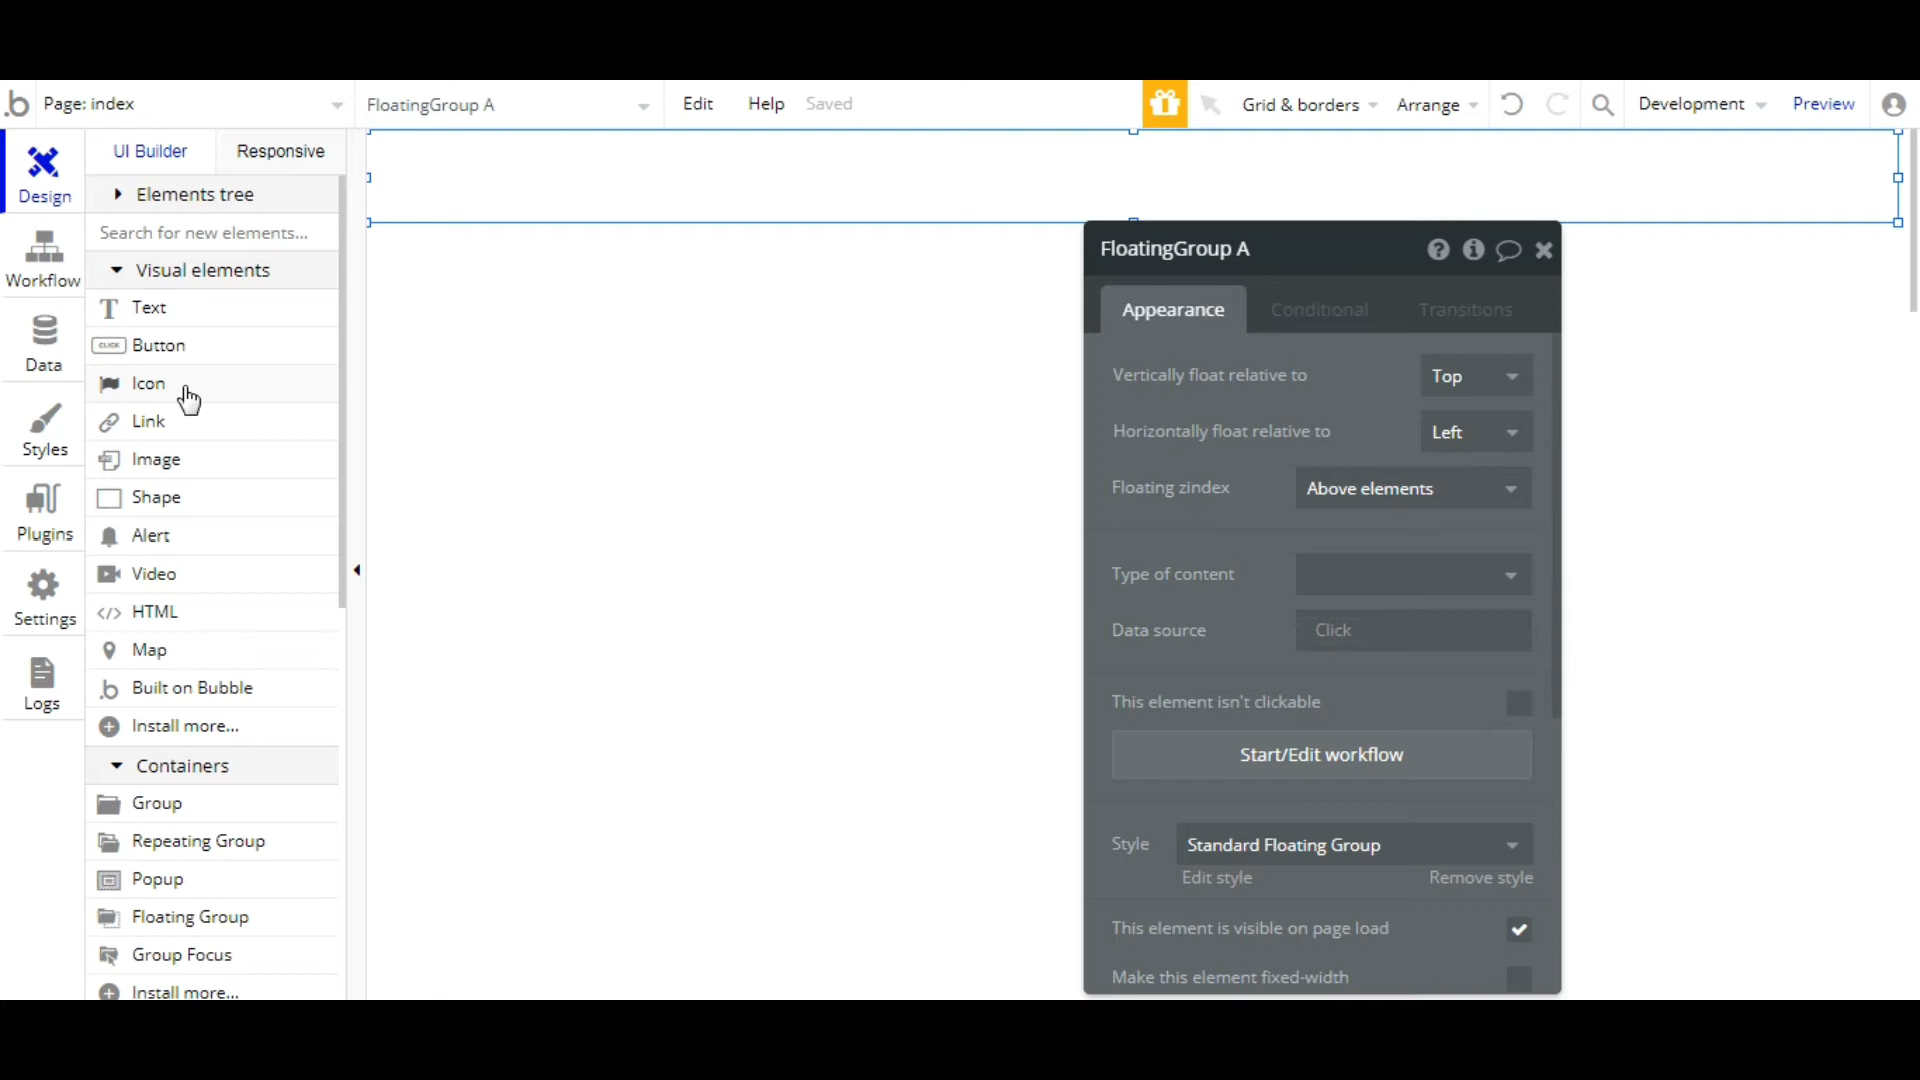 Page: index
FloatingGroup A
Edit
Help
Saved
Grid & borders
Arrange
Development
Preview
Design
Workflow
Data
Styles
Plugins
Settings
Logs
UI Builder
Responsive
Elements tree
Search for new elements...
Visual elements
Text
CLICK Button
Icon
Link
Image
Shape
Alert
Video
HTML
Map
Built on Bubble
Install more...
Containers
Group
Repeating Group
Popup
Floating Group
Group Focus
Install more...
FloatingGroup A
Appearance
Conditional
Transitions
Vertically float relative to
Top
Horizontally float relative to
Left
Floating zindex
Above elements
Type of content
Data source
Click
This element isn't clickable
Start/Edit workflow
Style
Standard Floating Group
Edit style
Remove style
This element is visible on page load
Make this element fixed-width